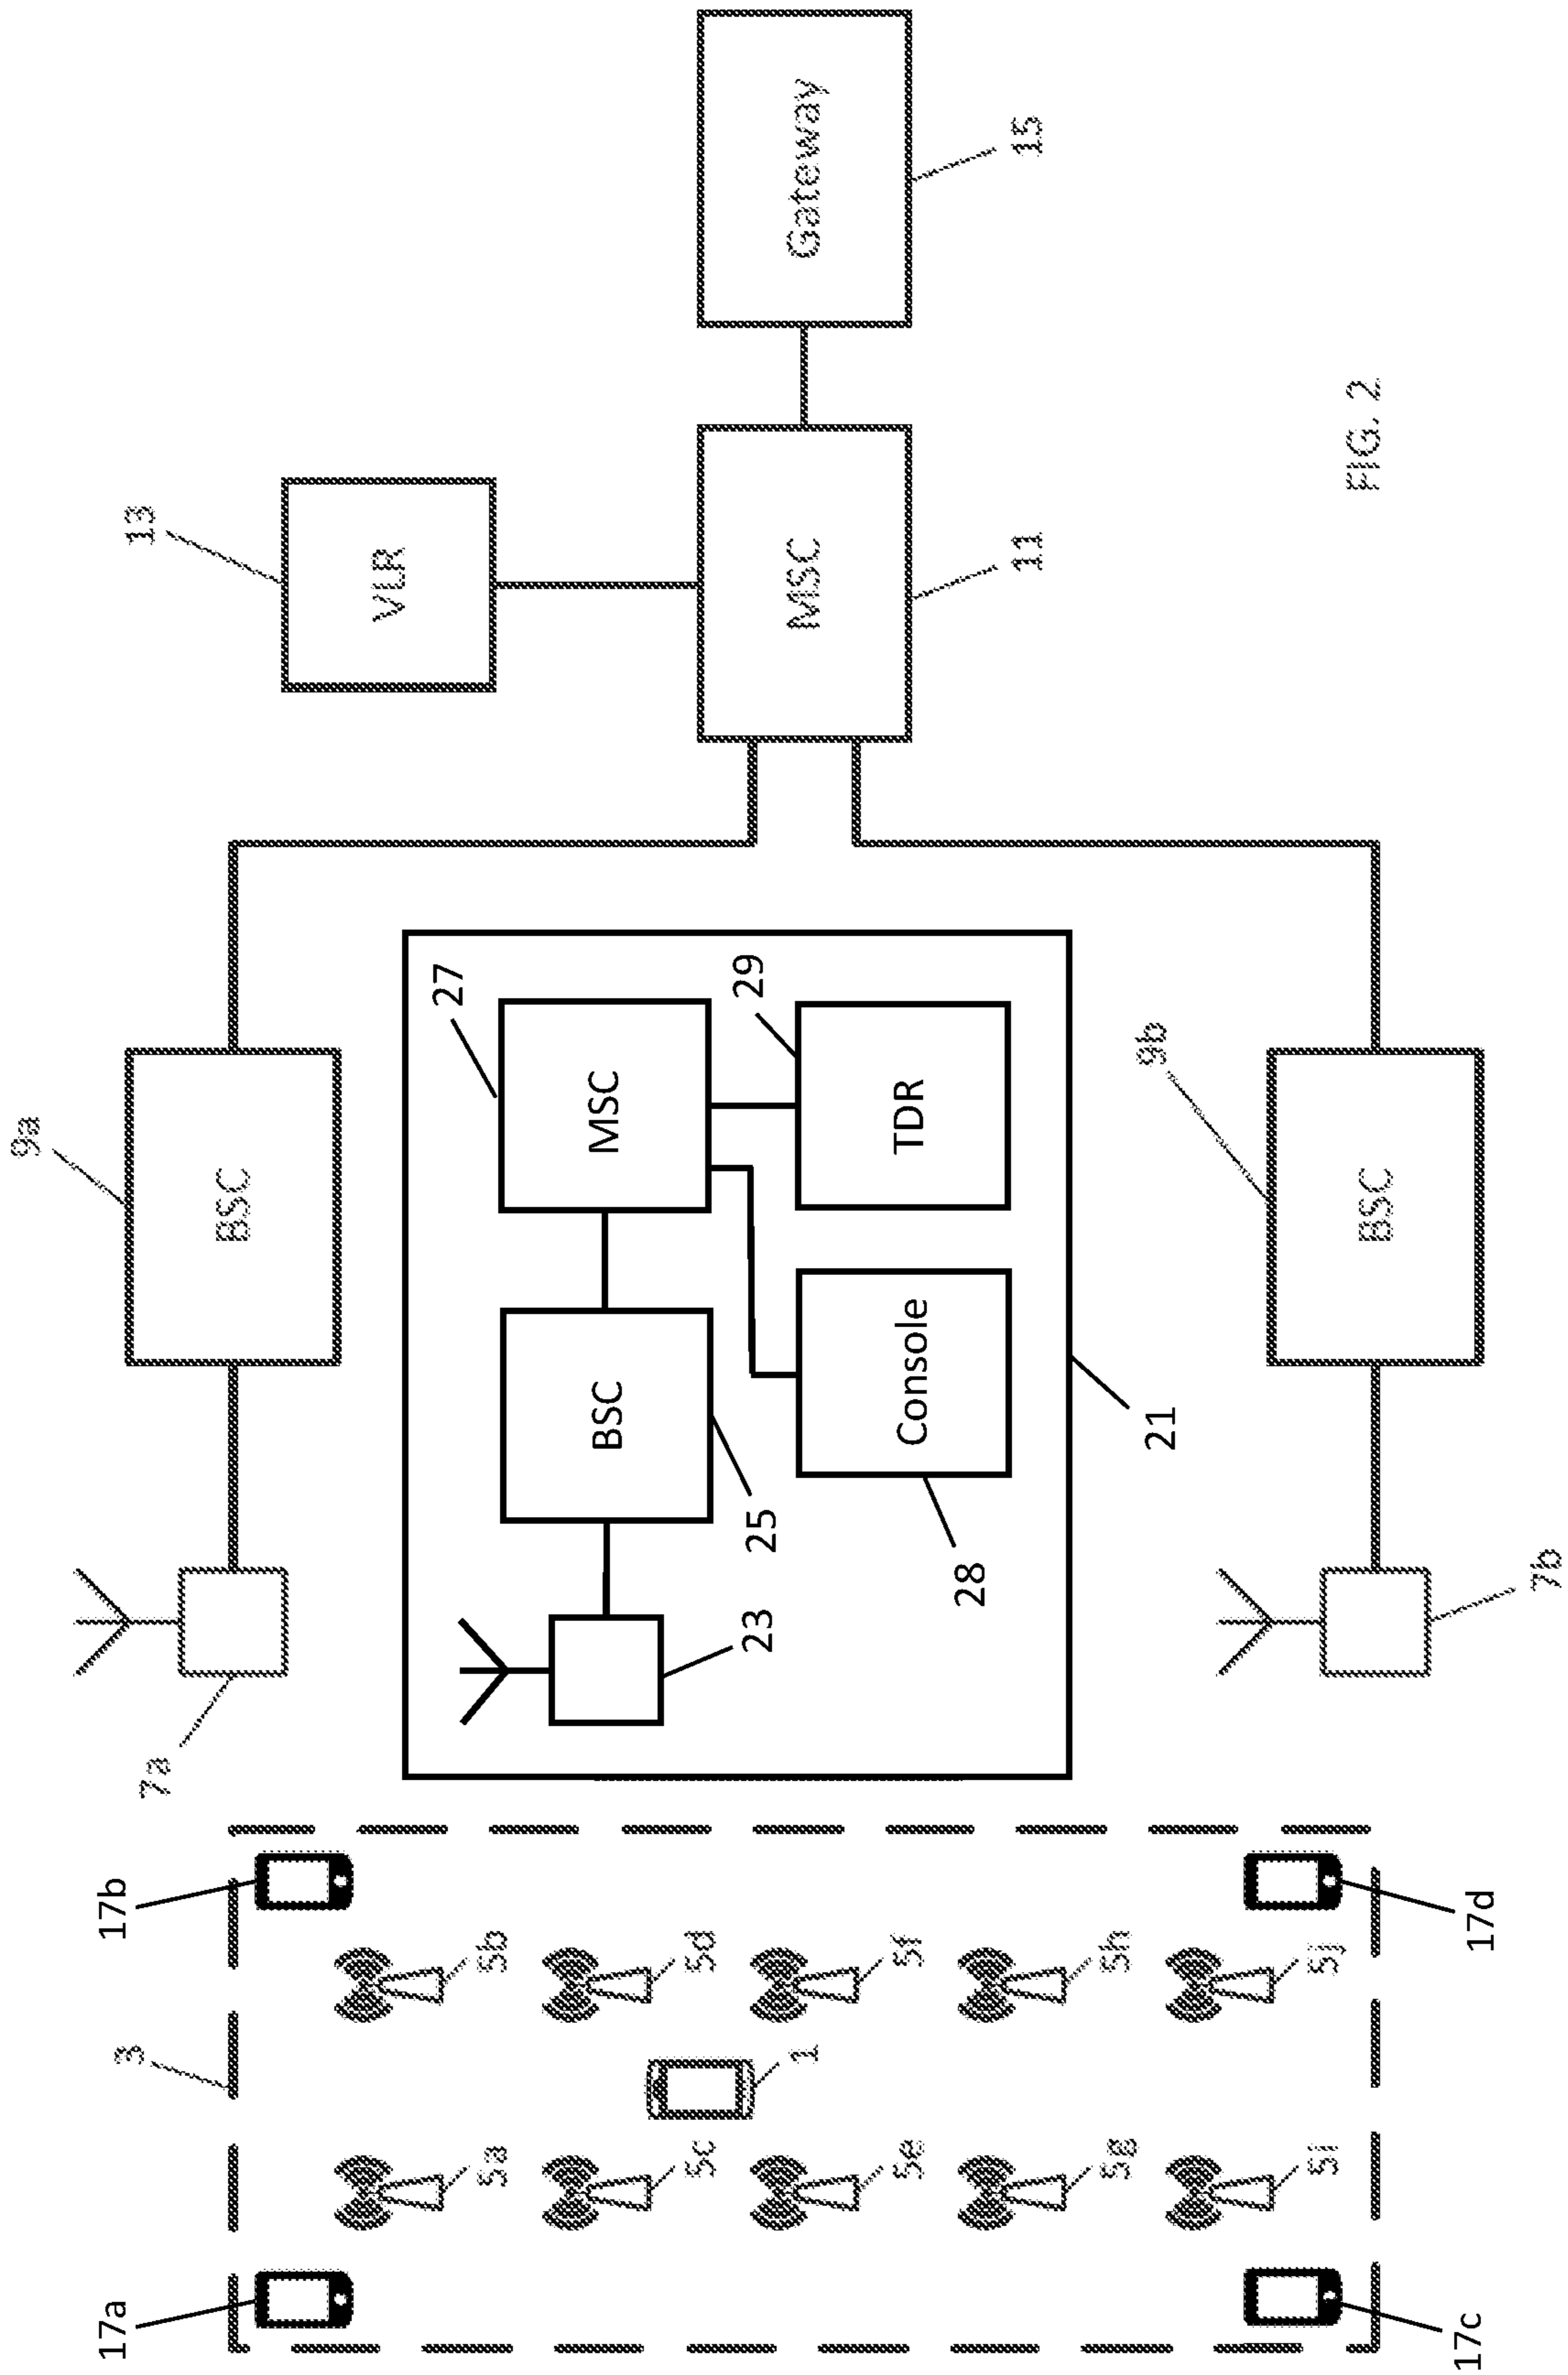 9a
17a
17b
3
13
7a
BSC
VLR
27
5a
5b
BSC
MSC
5c
5d
29
23
25
1
MSC
Gateway
5e
5f
Console
TDR
28
11
15
5g
5h
9b
21
5i
5j
FIG. 2
BSC
17c
17d
7b